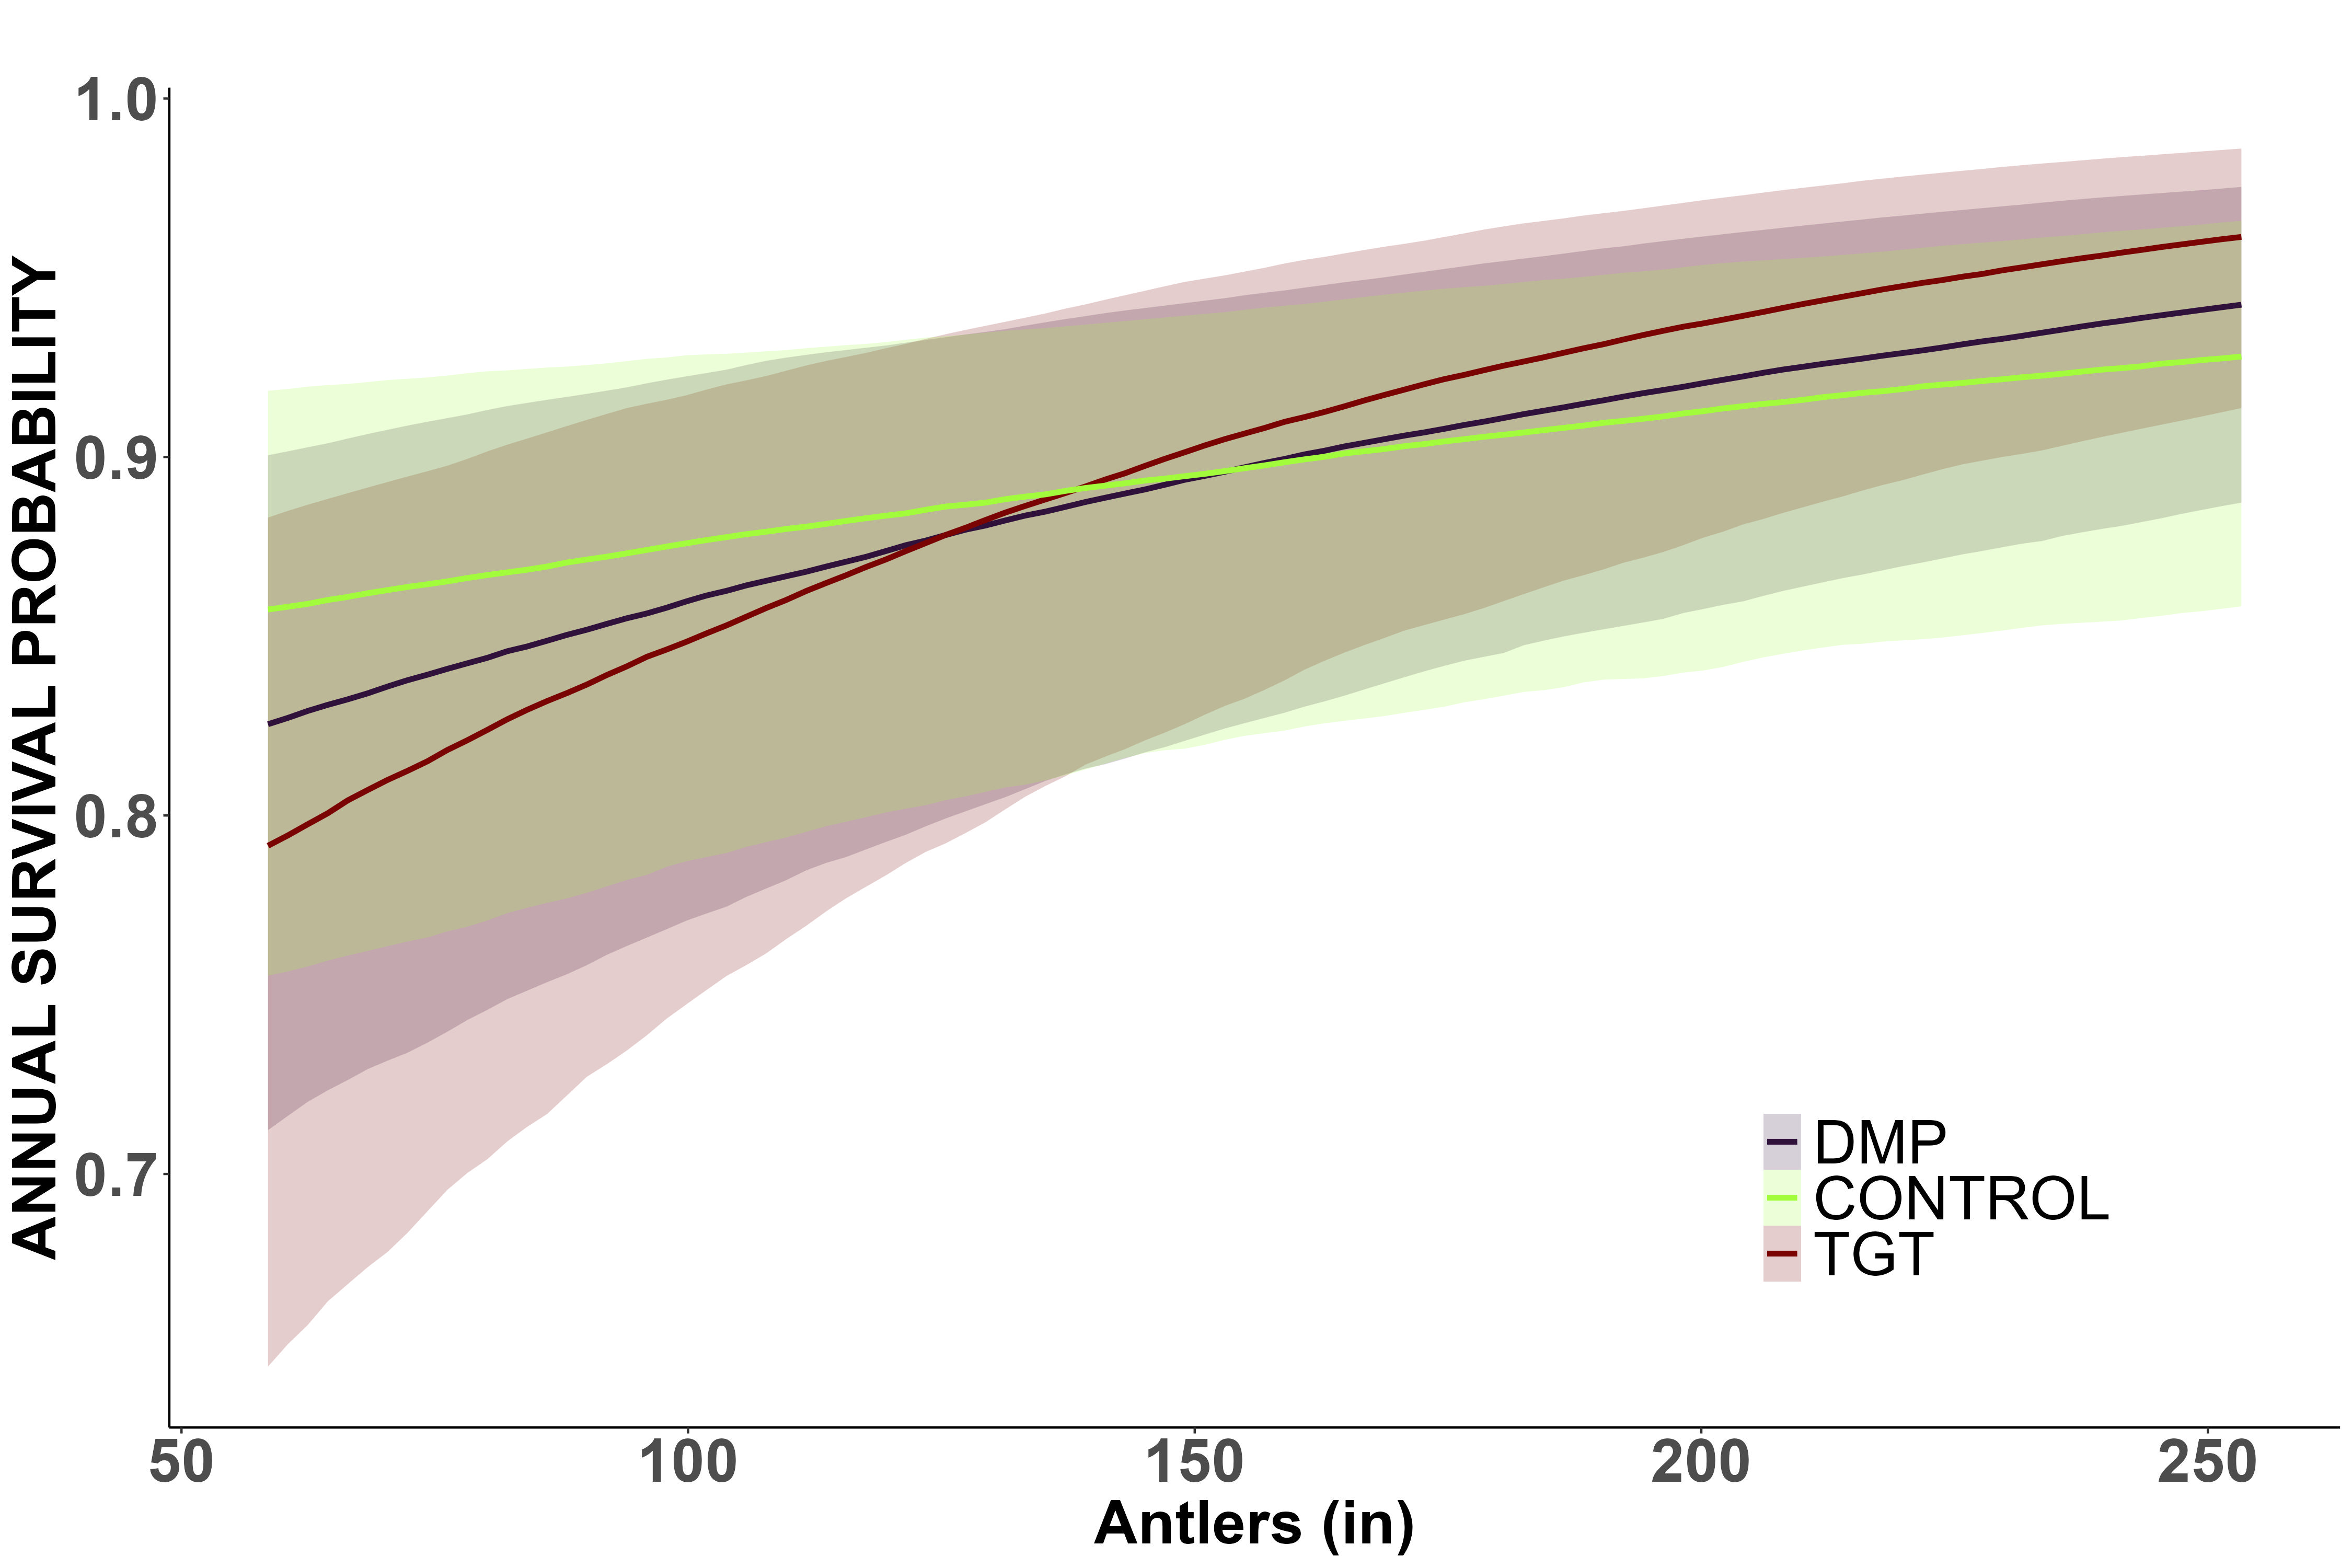 ANNUAL SURVIVAL PROBABILITY
1.0
0.9
0.8
0.7
50 100 150 200 250
Antlers (in)
DMP
CONTROL
TGT